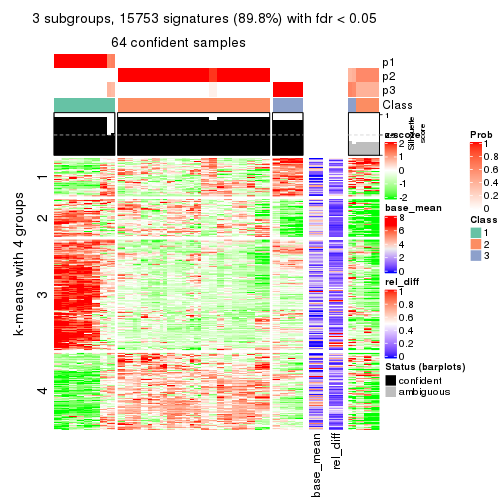 3 subgroups, 15753 signatures (89.8%) with fdr < 0.05
64 confident samples
p1
p2
p3
Class
1
Silhouette score
z-score
2
1
0
-1
-2
base_mean
8
6
4
2
0
rel_diff
1
0.8
0.6
0.4
0.2
0
Status (barplots)
confident
ambiguous
Prob
1
0.8
0.6
0.4
0.2
0
Class
1
2
3
k-means with 4 groups
1
2
3
4
base_mean
rel_diff